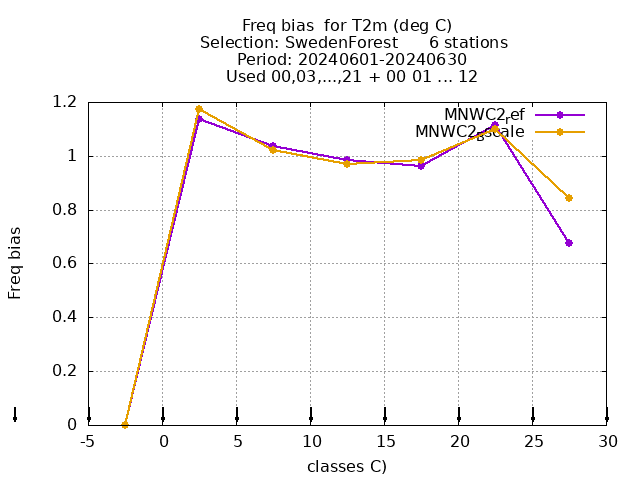 Freq bias for T2m (deg C)
Selection: SwedenForest 6 stations
Period: 20240601-20240630
Used 00,03,...,21 + 00 01 ... 12
MNWC2ref
MNWC2gscale
1.2
1
0.8
0.6
0.4
0.2
0
Freq bias
-5 0 5 10 15 20 25 30
classes C)